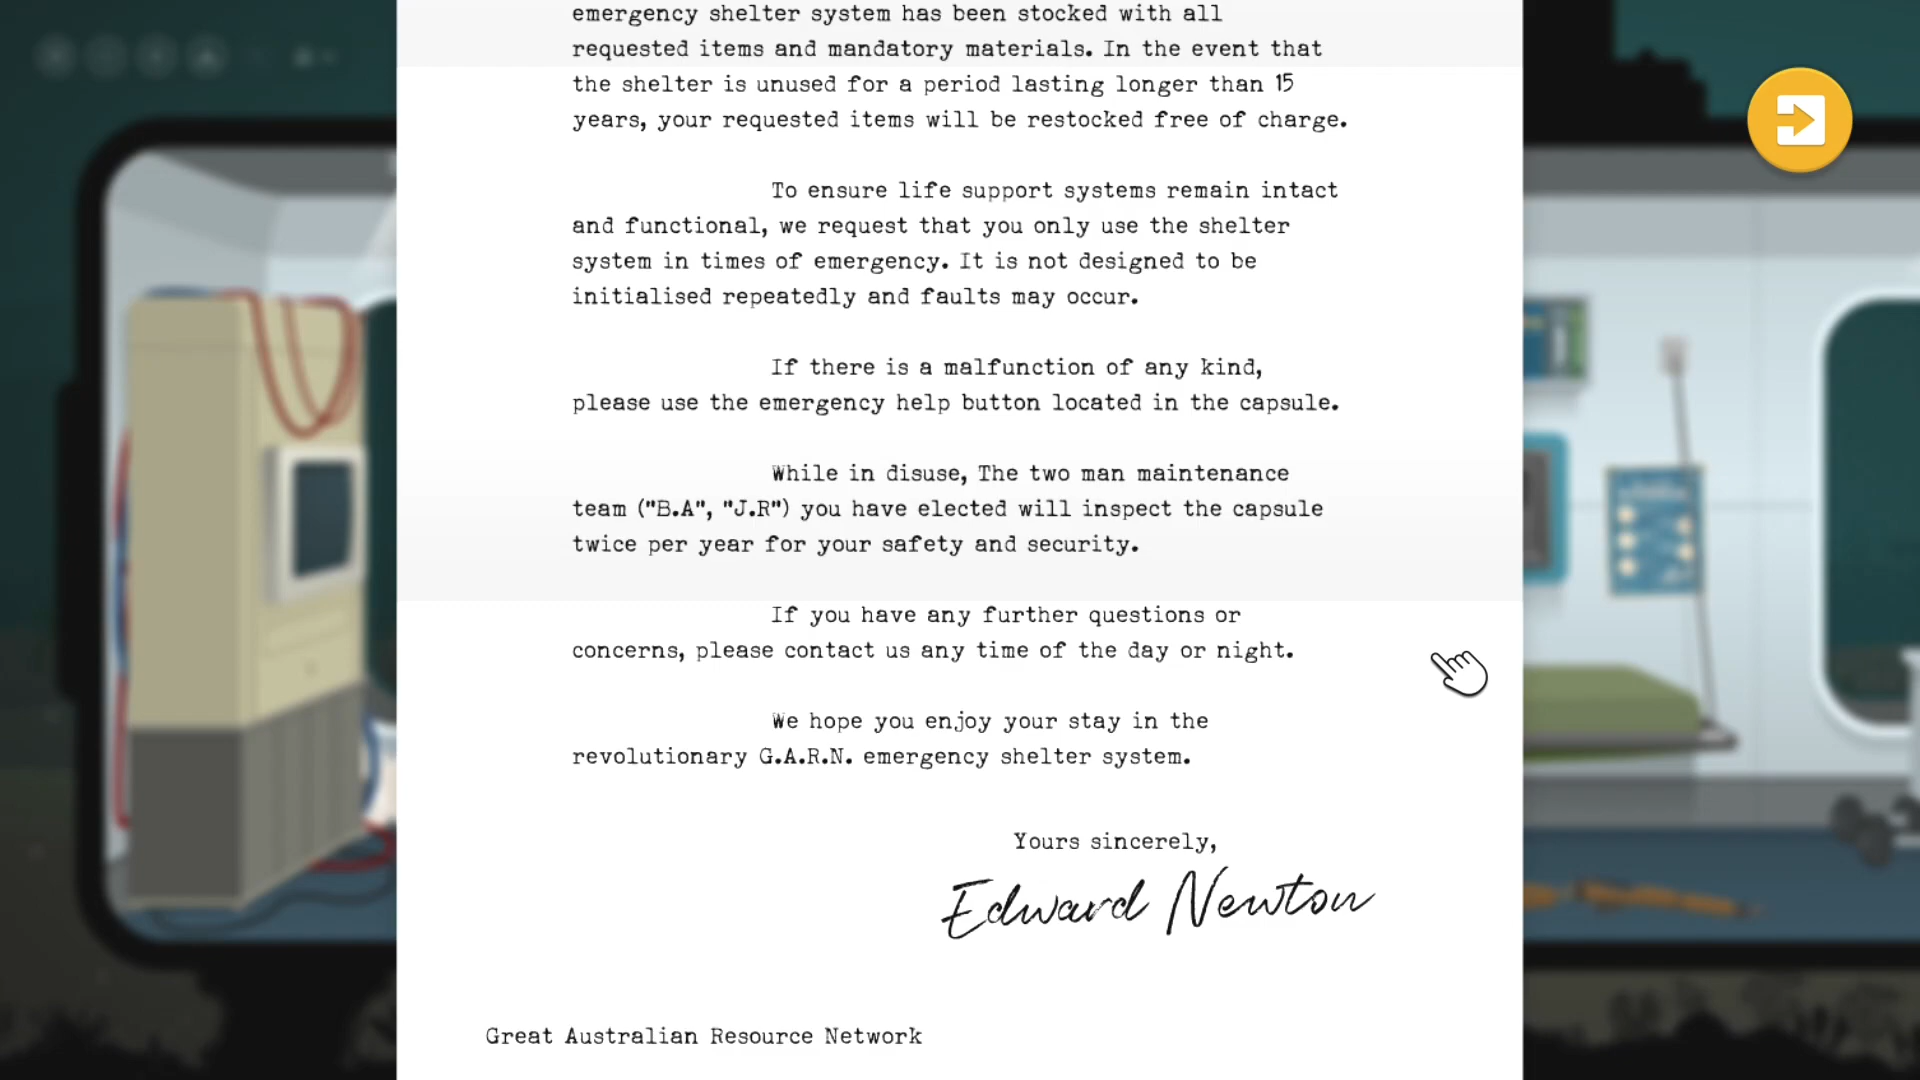 emergency shelter system has been stocked with all
requested items and mandatory materials. In the event that
the shelter is unused for a period lasting longer than 15
years, your requested items will be restocked free of charge.
To ensure life support systems remain intact
and functional, we request that you only use the shelter
system in times of emergency. It is not designed to be
initialised repeatedly and faults may occur.
If there is a malfunction of any kind,
please use the emergency help button located in the capsule.
While in disuse, The two man maintenance
team ("B.A", "J.R") you have elected will inspect the capsule
twice per year for your safety and security.
If you have any further questions or
concerns, please contact us any time of the day or night.
We hope you enjoy your stay in the
revolutionary G.A.R.N. emergency shelter system.
Yours sincerely,
Edward Newton
Great Australian Resource Network